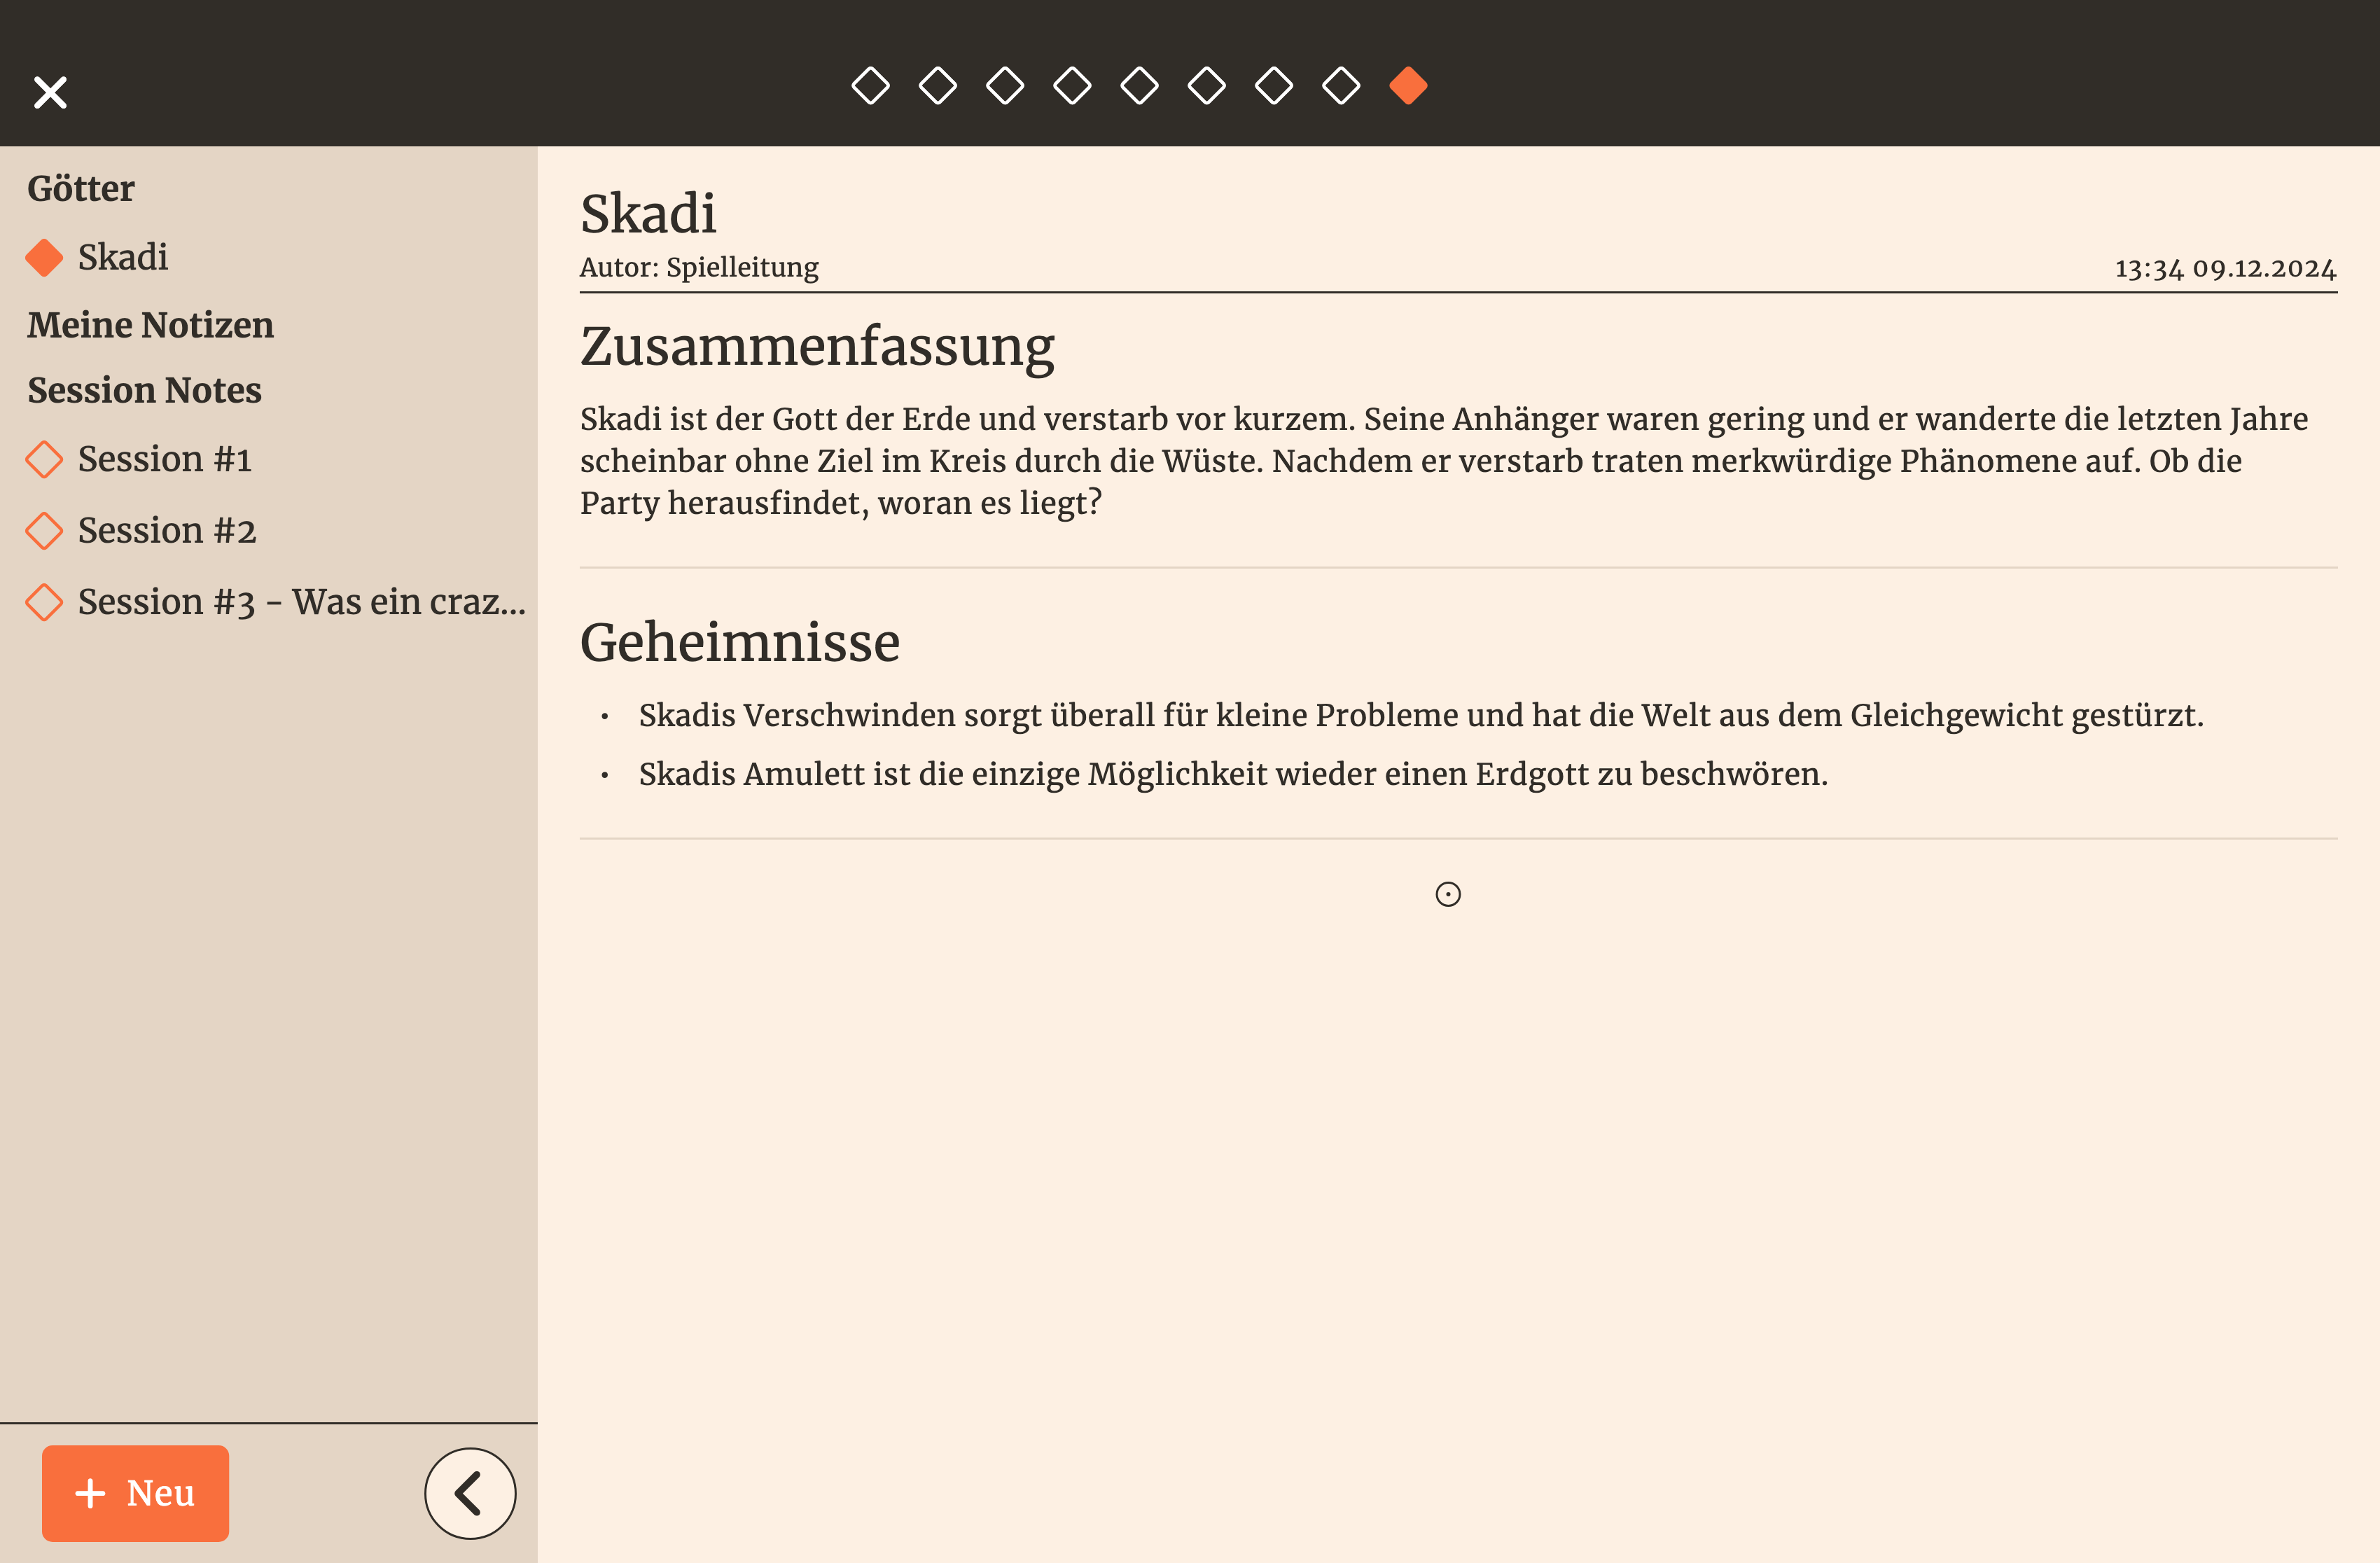 Götter
Skadi
Meine Notizen
Session Notes
Session #1
Session #2
Session #3 - Was ein craz...
+ Neu
Skadi
Autor: Spielleitung
13:34 09.12.2024
Zusammenfassung
Skadi ist der Gott der Erde und verstarb vor kurzem. Seine Anhänger waren gering und er wanderte die letzten Jahre
scheinbar ohne Ziel im Kreis durch die Wüste. Nachdem er verstarb traten merkwürdige Phänomene auf. Ob die
Party herausfindet, woran es liegt?
Geheimnisse
• Skadis Verschwinden sorgt überall für kleine Probleme und hat die Welt aus dem Gleichgewicht gestürzt.
• Skadis Amulett ist die einzige Möglichkeit wieder einen Erdgott zu beschwören.